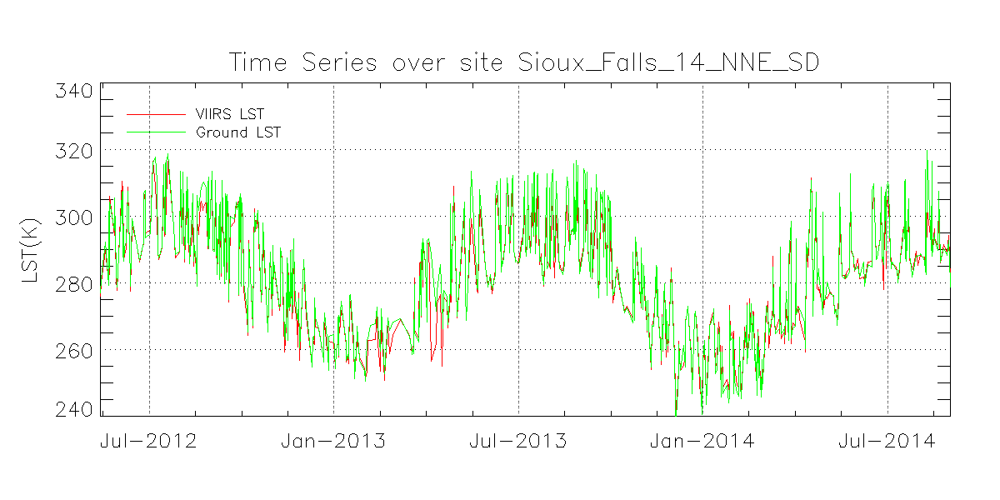 Time Series over site Sioux_Falls_14_NNE_SD
340
VIIRS LST
Ground LST
320
300
LST(K)
280
260
240
Jul-2012 Jan-2013 Jul-2013 Jan-2014 Jul-2014